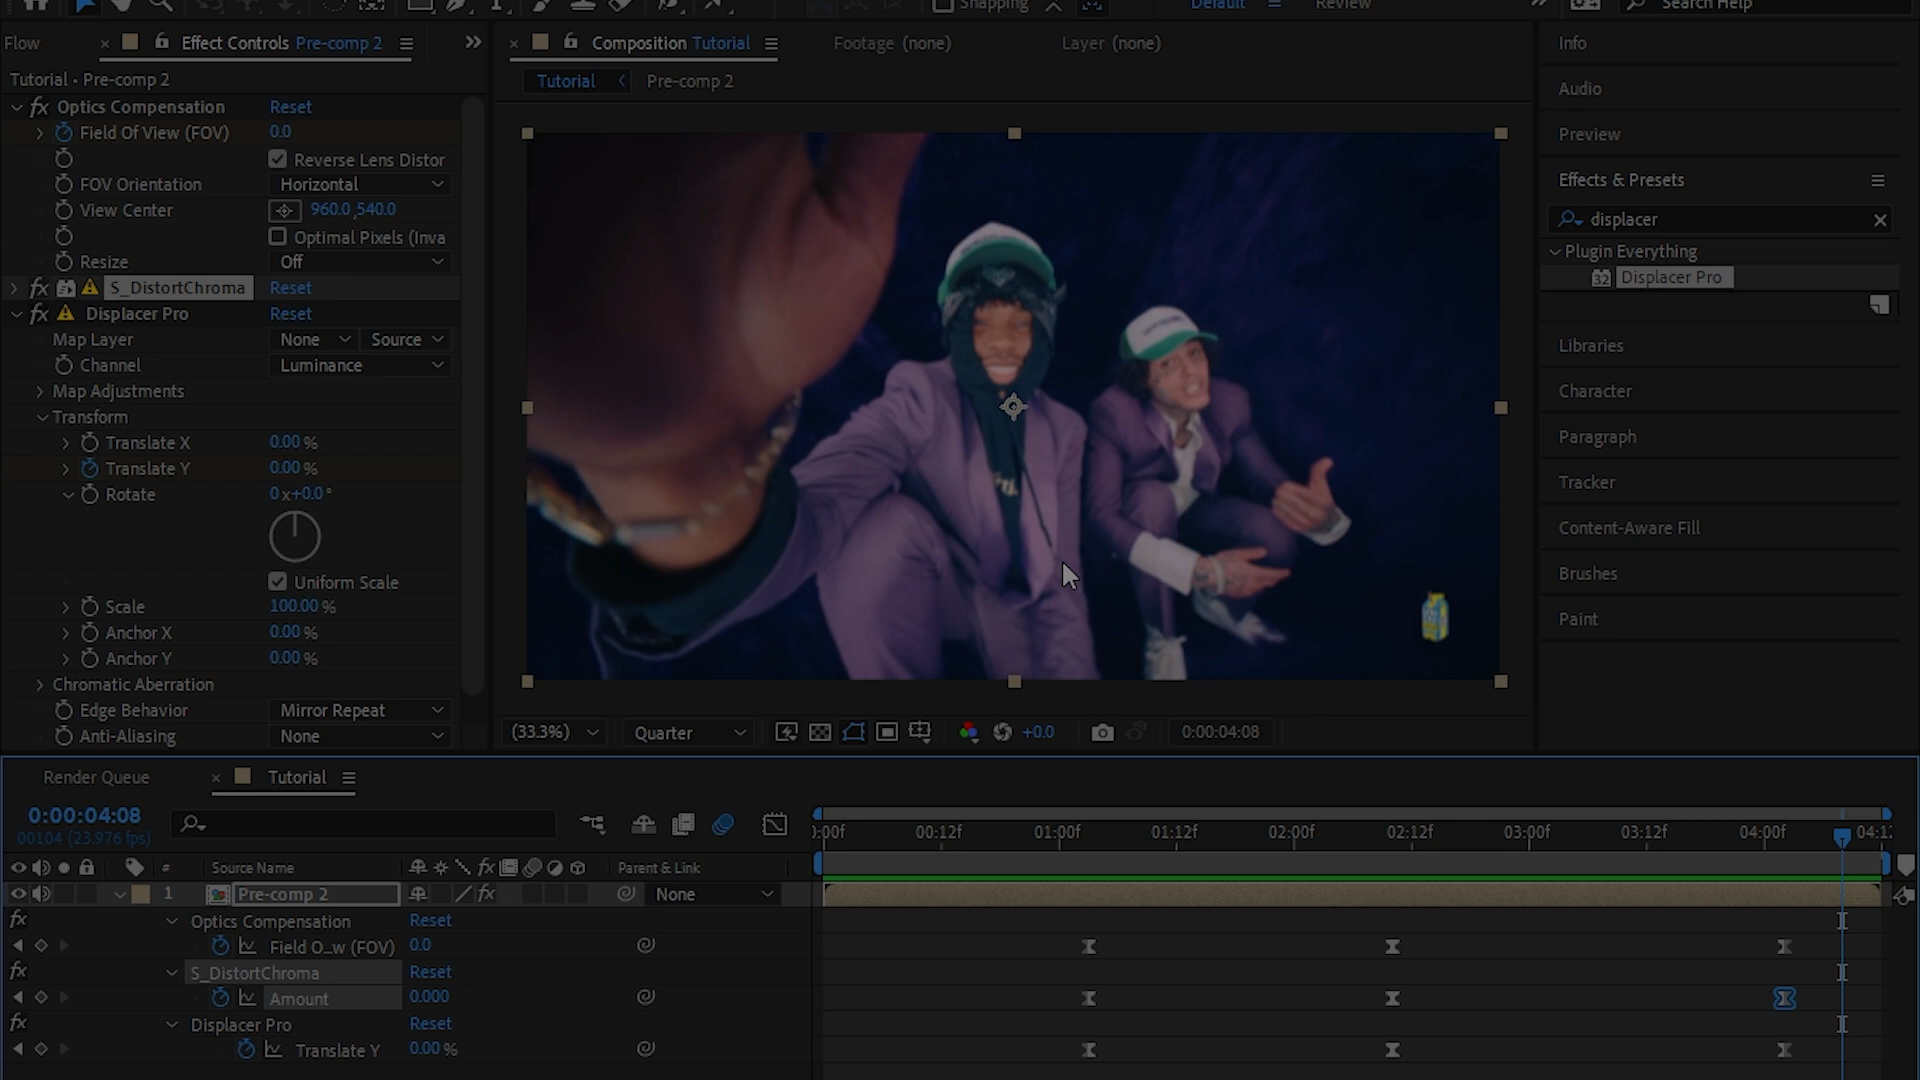 Snapping
Default
Review
Search Help
Flow
Effect Controls Pre-comp 2
Composition Tutorial
Footage (none)
Layer (none)
Info
Tutorial • Pre-comp 2
Tutorial
Pre-comp 2
Audio
Optics Compensation Reset
Field Of View (FOV) 0.0
Preview
Reverse Lens Distor
Effects & Presets
FOV Orientation Horizontal
View Center 960.0,540.0
displacer
Optimal Pixels (Inva
Plugin Everything
Resize Off
32 Displacer Pro
S_DistortChroma Reset
Displacer Pro Reset
Map Layer None Source
Libraries
Channel Luminance
Map Adjustments
Character
Transform
Paragraph
Translate X 0.00 %
Translate Y 0.00 %
Tracker
Rotate 0x+0.0°
Content-Aware Fill
Brushes
Uniform Scale
Scale 100.00 %
Paint
Anchor X 0.00 %
Anchor Y 0.00 %
Chromatic Aberration
Edge Behavior Mirror Repeat
Anti-Aliasing None
(33.3%)
Quarter
+0.0
0:00:04:08
Render Queue
Tutorial
0:00:04:08
00104 (23.976 fps)
:00f 00:12f 01:00f 01:12f 02:00f 02:12f 03:00f 03:12f 04:00f 04:12
# Source Name fx Parent & Link
1 Pre-comp 2 fx None
fx Optics Compensation Reset
Field O...w (FOV) 0.0
fx S_DistortChroma Reset
Amount 0.000
fx Displacer Pro Reset
Translate Y 0.00 %